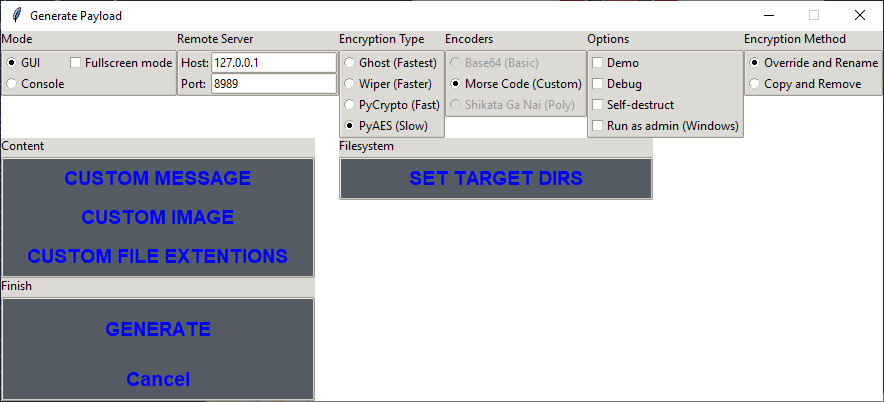 Generate Payload
Mode
GUI Fullscreen mode
Console
Remote Server
Host: 127.0.0.1
Port: 8989
Encryption Type
Ghost (Fastest)
Wiper (Faster)
PyCrypto (Fast)
PyAES (Slow)
Encoders
Base64 (Basic)
Morse Code (Custom)
Shikata Ga Nai (Poly)
Options
Demo
Debug
Self-destruct
Run as admin (Windows)
Encryption Method
Override and Rename
Copy and Remove
Content
CUSTOM MESSAGE
CUSTOM IMAGE
CUSTOM FILE EXTENTIONS
Filesystem
SET TARGET DIRS
Finish
GENERATE
Cancel